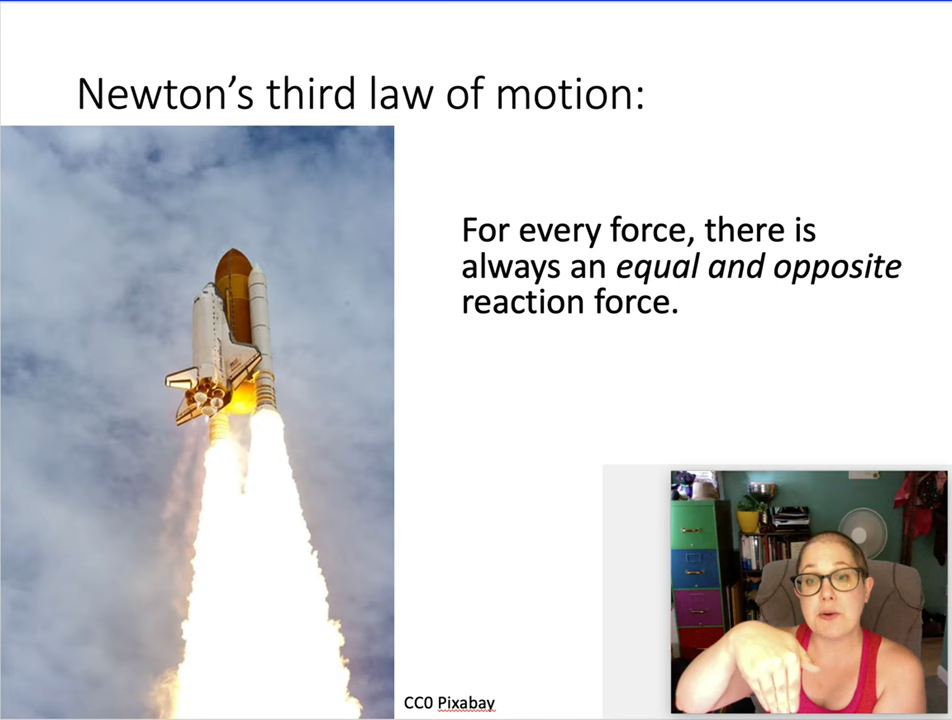 Newton’s third law of motion:
For every force, there is
always an equal and opposite
reaction force.
CC0 Pixabay